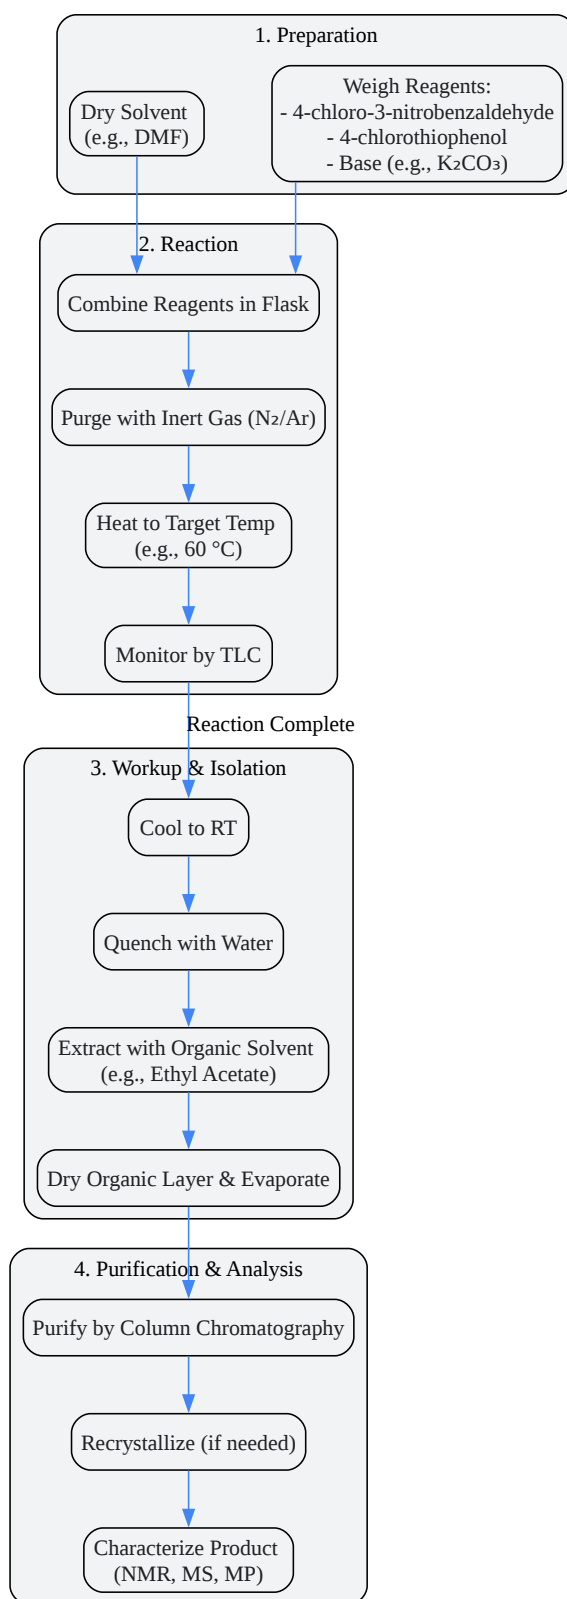 1. Preparation
Dry Solvent
(e.g., DMF)
Weigh Reagents:
- 4-chloro-3-nitrobenzaldehyde
- 4-chlorothiophenol
- Base (e.g., K₂CO₃)
2. Reaction
Combine Reagents in Flask
Purge with Inert Gas (N₂/Ar)
Heat to Target Temp
(e.g., 60 °C)
Monitor by TLC
Reaction Complete
3. Workup & Isolation
Cool to RT
Quench with Water
Extract with Organic Solvent
(e.g., Ethyl Acetate)
Dry Organic Layer & Evaporate
4. Purification & Analysis
Purify by Column Chromatography
Recrystallize (if needed)
Characterize Product
(NMR, MS, MP)